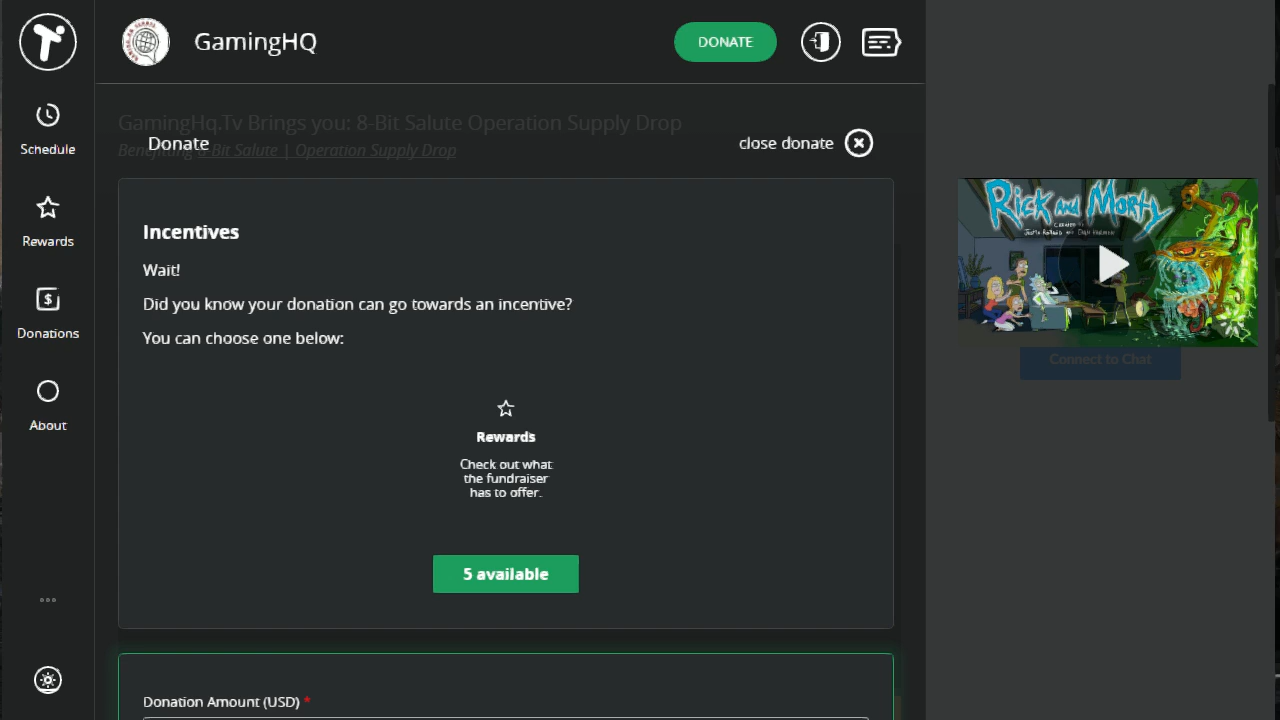 GamingHQ
DONATE
Schedule
Rewards
Donations
About
GamingHq.Tv Brings you: 8-Bit Salute Operation Supply Drop
Benefiting 8 Bit Salute | Operation Supply Drop
Donate
close donate
Incentives
Wait!
Did you know your donation can go towards an incentive?
You can choose one below:
Rewards
Check out what
the fundraiser
has to offer.
5 available
Donation Amount (USD) *
Rick and Morty
CREATED BY
Connect to Chat